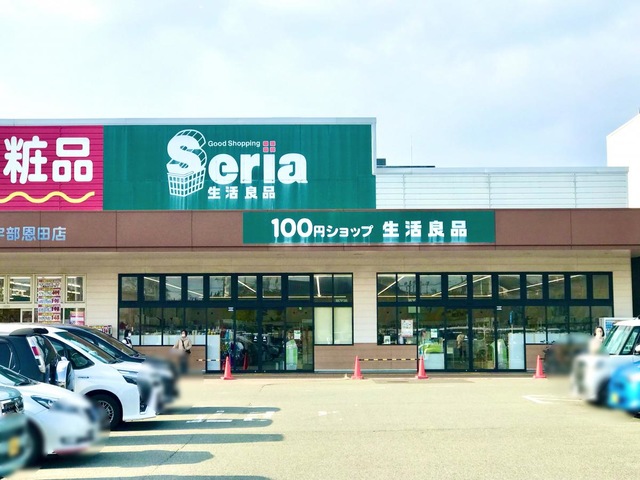 粧品
宇部恩田店
Good Shopping
Seria
生活良品
100円ショップ 生活良品